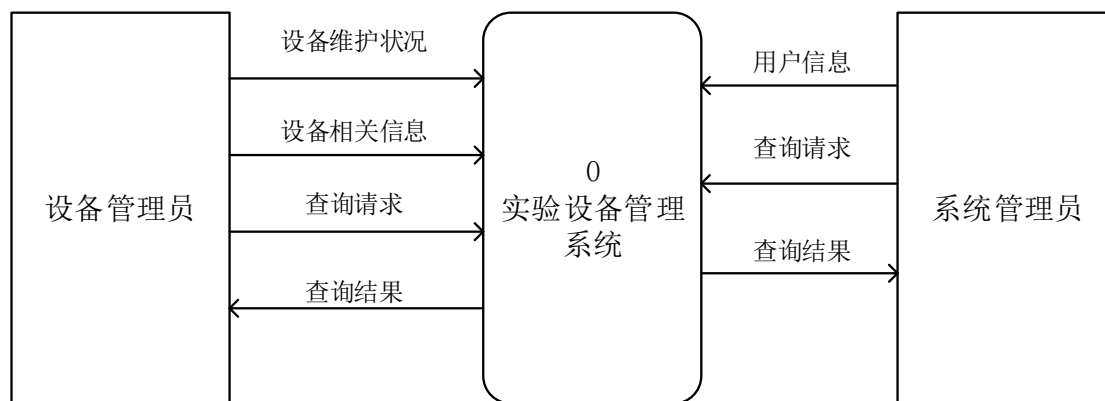 设备维护状况
设备相关信息
设备管理员
查询请求
查询结果
0
实验设备管理
系统
用户信息
查询请求
系统管理员
查询结果